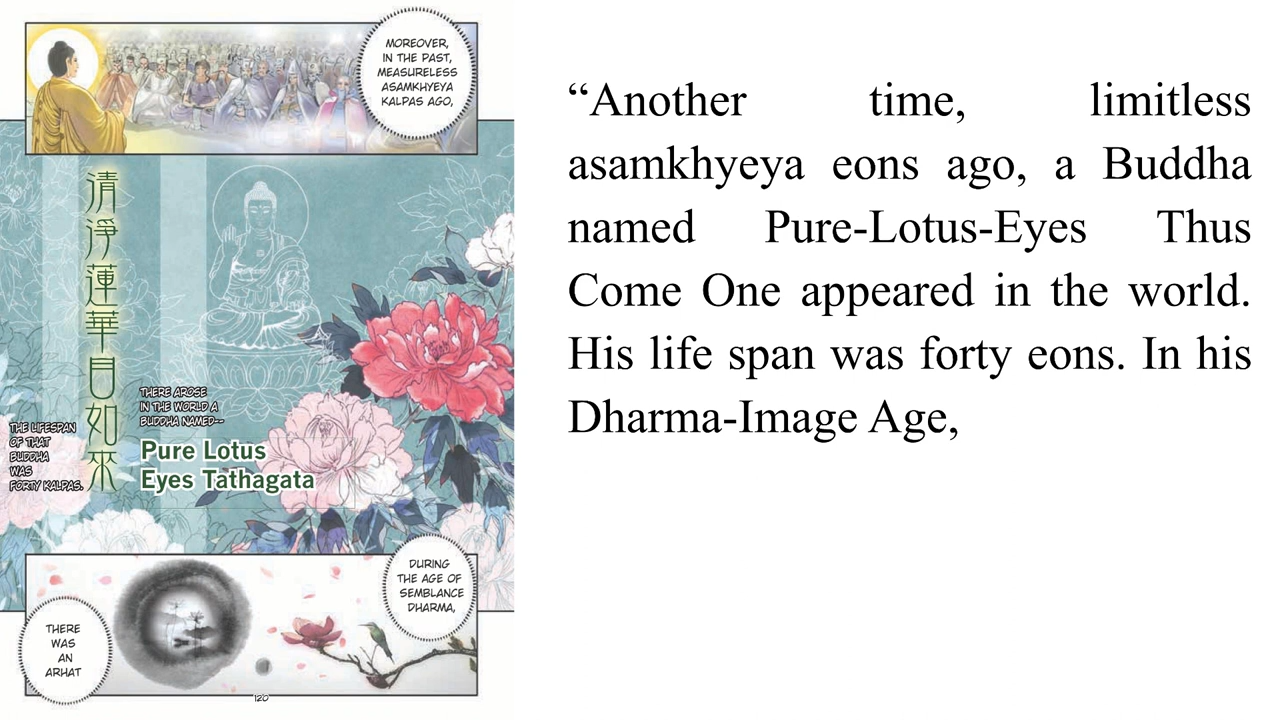 MOREOVER,
IN THE PAST,
MEASURELESS
ASAMKHYEYA
KALPAS AGO,
清淨蓮華目如來
THERE AROSE
IN THE WORLD A
BUDDHA NAMED--
Pure Lotus
Eyes Tathagata
THE LIFESPAN
OF THAT
BUDDHA
WAS
FORTY KALPAS.
DURING
THE AGE OF
SEMBLANCE
DHARMA,
THERE
WAS
AN
ARHAT
120
“Another time, limitless
asamkhyeya eons ago, a Buddha
named Pure-Lotus-Eyes Thus
Come One appeared in the world.
His life span was forty eons. In his
Dharma-Image Age,